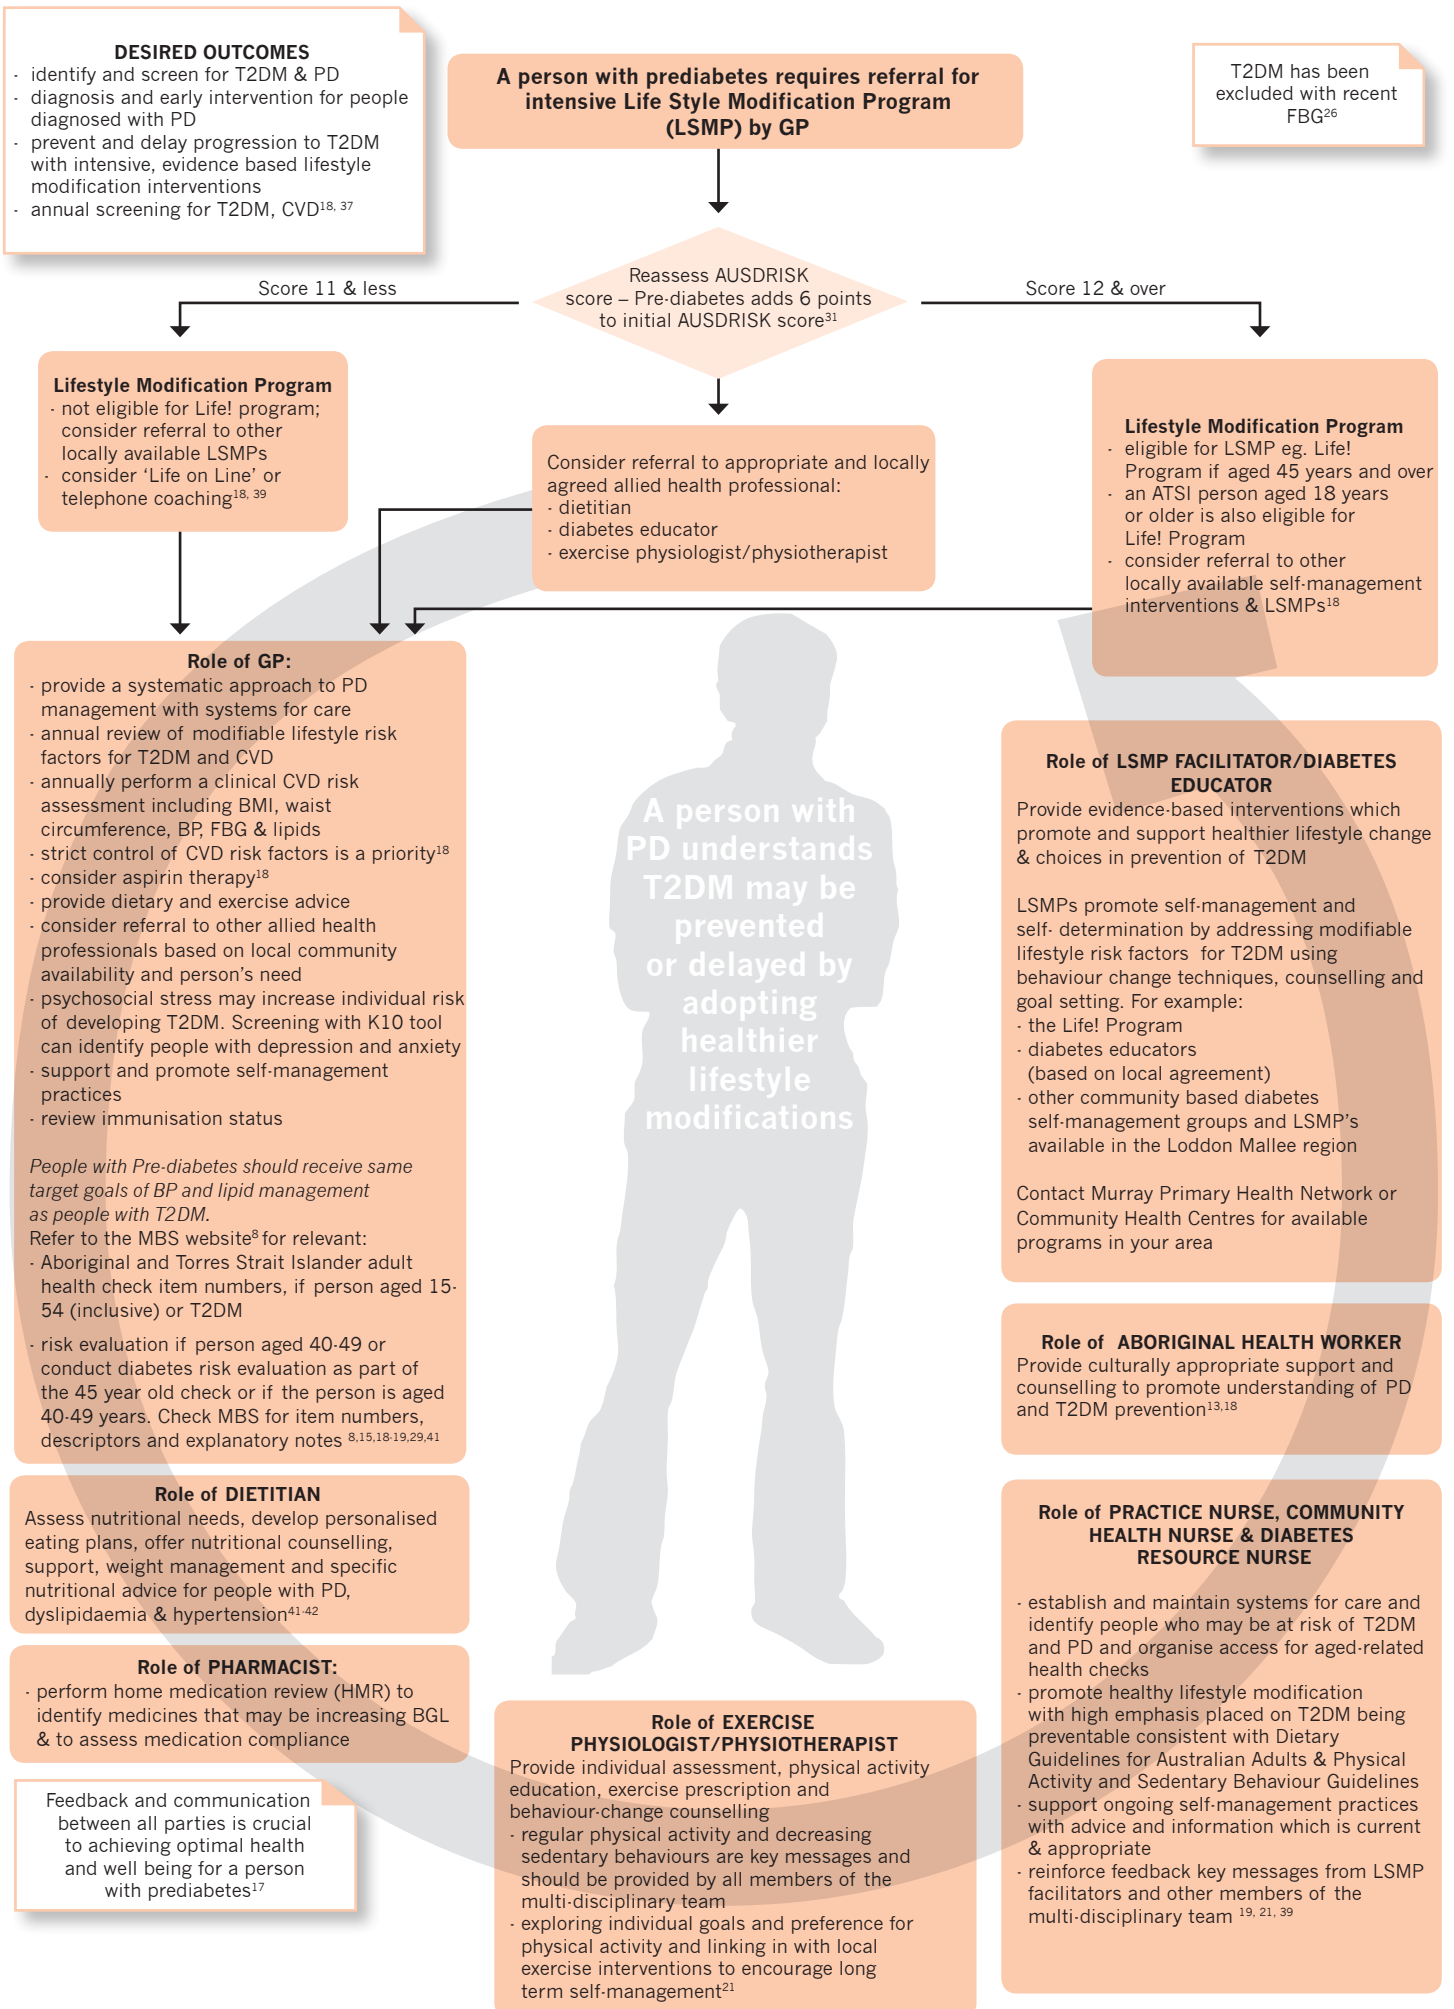 DESIRED OUTCOMES
- identify and screen for T2DM & PD
- diagnosis and early intervention for people
diagnosed with PD
- prevent and delay progression to T2DM
with intensive, evidence based lifestyle
modification interventions
- annual screening for T2DM, CVD18, 37
A person with prediabetes requires referral for
intensive Life Style Modification Program
(LSMP) by GP
T2DM has been
excluded with recent
FBG26
Score 11 & less
Reassess AUSDRISK
score – Pre-diabetes adds 6 points
to initial AUSDRISK score31
Score 12 & over
Lifestyle Modification Program
- not eligible for Life! program;
consider referral to other
locally available LSMPs
- consider ‘Life on Line’ or
telephone coaching18, 39
Consider referral to appropriate and locally
agreed allied health professional:
- dietitian
- diabetes educator
- exercise physiologist/physiotherapist
Lifestyle Modification Program
- eligible for LSMP eg. Life!
Program if aged 45 years and over
- an ATSI person aged 18 years
or older is also eligible for
Life! Program
- consider referral to other
locally available self-management
interventions & LSMPs18
Role of GP:
- provide a systematic approach to PD
management with systems for care
- annual review of modifiable lifestyle risk
factors for T2DM and CVD
- annually perform a clinical CVD risk
assessment including BMI, waist
circumference, BP, FBG & lipids
- strict control of CVD risk factors is a priority18
- consider aspirin therapy18
- provide dietary and exercise advice
- consider referral to other allied health
professionals based on local community
availability and person’s need
- psychosocial stress may increase individual risk
of developing T2DM. Screening with K10 tool
can identify people with depression and anxiety
- support and promote self-management
practices
- review immunisation status
People with Pre-diabetes should receive same
target goals of BP and lipid management
as people with T2DM.
Refer to the MBS website8 for relevant:
- Aboriginal and Torres Strait Islander adult
health check item numbers, if person aged 15-
54 (inclusive) or T2DM
- risk evaluation if person aged 40-49 or
conduct diabetes risk evaluation as part of
the 45 year old check or if the person is aged
40-49 years. Check MBS for item numbers,
descriptors and explanatory notes 8,15,18-19,29,41
A person with
PD understands
T2DM may be
prevented
or delayed by
adopting
healthier
lifestyle
modifications
Role of LSMP FACILITATOR/DIABETES
EDUCATOR
Provide evidence-based interventions which
promote and support healthier lifestyle change
& choices in prevention of T2DM
LSMPs promote self-management and
self- determination by addressing modifiable
lifestyle risk factors for T2DM using
behaviour change techniques, counselling and
goal setting. For example:
- the Life! Program
- diabetes educators
(based on local agreement)
- other community based diabetes
self-management groups and LSMP’s
available in the Loddon Mallee region
Contact Murray Primary Health Network or
Community Health Centres for available
programs in your area
Role of ABORIGINAL HEALTH WORKER
Provide culturally appropriate support and
counselling to promote understanding of PD
and T2DM prevention13,18
Role of DIETITIAN
Assess nutritional needs, develop personalised
eating plans, offer nutritional counselling,
support, weight management and specific
nutritional advice for people with PD,
dyslipidaemia & hypertension41-42
Role of PHARMACIST:
- perform home medication review (HMR) to
identify medicines that may be increasing BGL
& to assess medication compliance
Feedback and communication
between all parties is crucial
to achieving optimal health
and well being for a person
with prediabetes17
Role of EXERCISE
PHYSIOLOGIST/PHYSIOTHERAPIST
Provide individual assessment, physical activity
education, exercise prescription and
behaviour-change counselling
- regular physical activity and decreasing
sedentary behaviours are key messages and
should be provided by all members of the
multi-disciplinary team
- exploring individual goals and preference for
physical activity and linking in with local
exercise interventions to encourage long
term self-management21
Role of PRACTICE NURSE, COMMUNITY
HEALTH NURSE & DIABETES
RESOURCE NURSE
- establish and maintain systems for care and
identify people who may be at risk of T2DM
and PD and organise access for aged-related
health checks
- promote healthy lifestyle modification
with high emphasis placed on T2DM being
preventable consistent with Dietary
Guidelines for Australian Adults & Physical
Activity and Sedentary Behaviour Guidelines
- support ongoing self-management practices
with advice and information which is current
& appropriate
- reinforce feedback key messages from LSMP
facilitators and other members of the
multi-disciplinary team 19, 21, 39